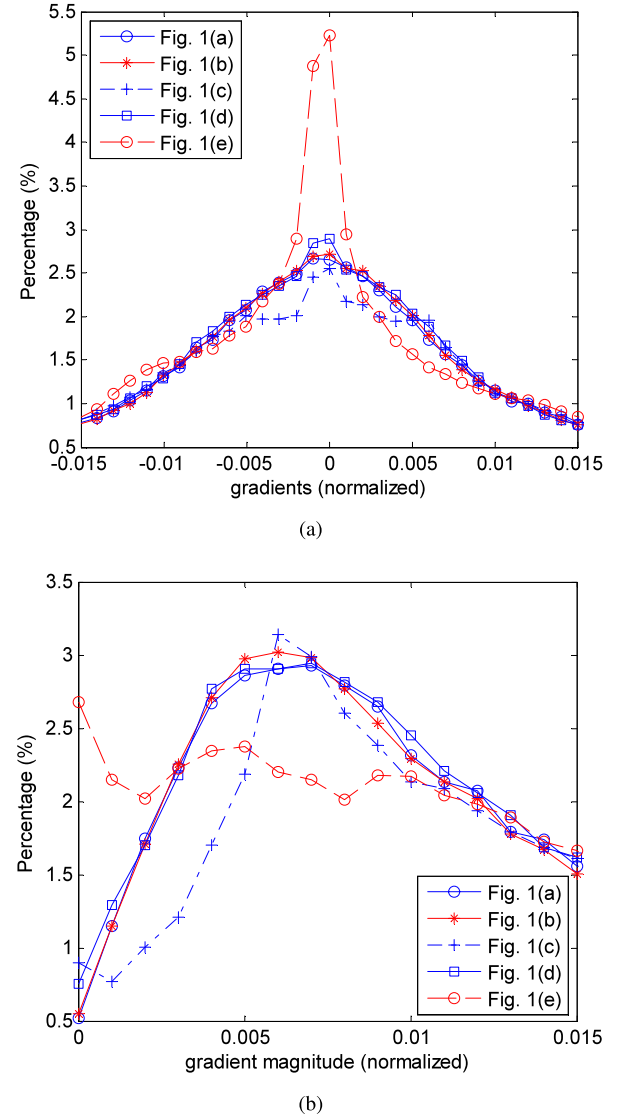 5.5
5
4.5
4
3.5
3
2.5
2
1.5
1
0.5
Percentage (%)
Fig. 1(a)
Fig. 1(b)
Fig. 1(c)
Fig. 1(d)
Fig. 1(e)
-0.015 -0.01 -0.005 0 0.005 0.01 0.015
gradients (normalized)
(a)
3.5
3
2.5
2
1.5
1
0.5
Percentage (%)
Fig. 1(a)
Fig. 1(b)
Fig. 1(c)
Fig. 1(d)
Fig. 1(e)
0 0.005 0.01 0.015
gradient magnitude (normalized)
(b)